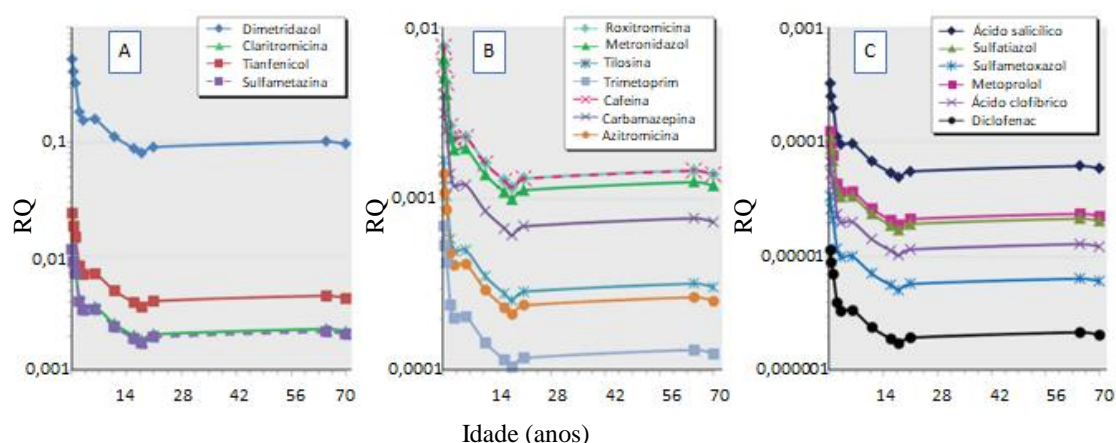 A
Dimetridazol
Claritromicina
Tianfenicol
Sulfametazina
0,1
0,01
0,001
RQ
14 28 42 56 70
B
Roxitromicina
Metronidazol
Tilosina
Trimetoprim
Cafeina
Carbamazepina
Azitromicina
0,01
0,001
0,0001
RQ
14 28 42 56 70
C
Ácido salicilico
Sulfatiazol
Sulfametoxazol
Metoprolol
Ácido clofibrico
Diclofenac
0,001
0,0001
0,00001
0,000001
RQ
14 28 42 56 70
Idade (anos)